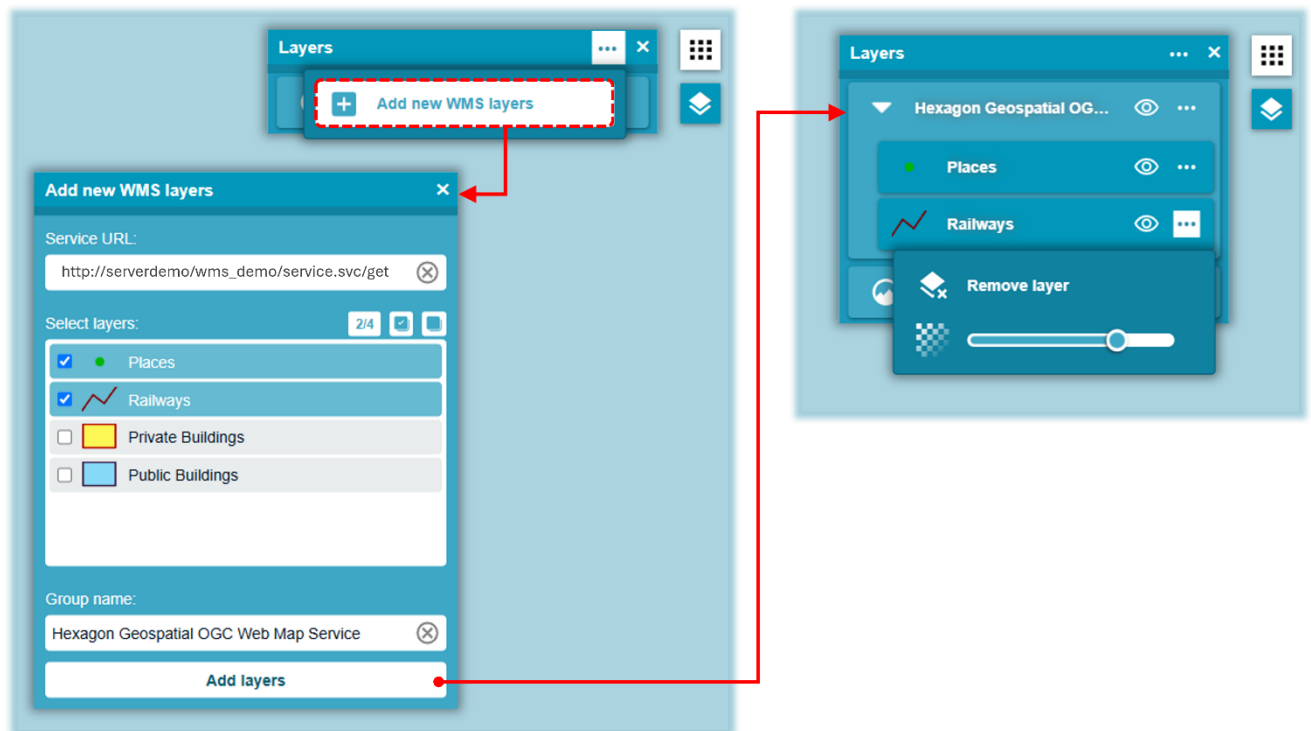 Layers
Add new WMS layers
Add new WMS layers
Service URL:
http://serverdemo/wms_demo/service.svc/get
Select layers:
2/4
Places
Railways
Private Buildings
Public Buildings
Group name:
Hexagon Geospatial OGC Web Map Service
Add layers
Layers
Hexagon Geospatial OG...
Places
Railways
Remove layer